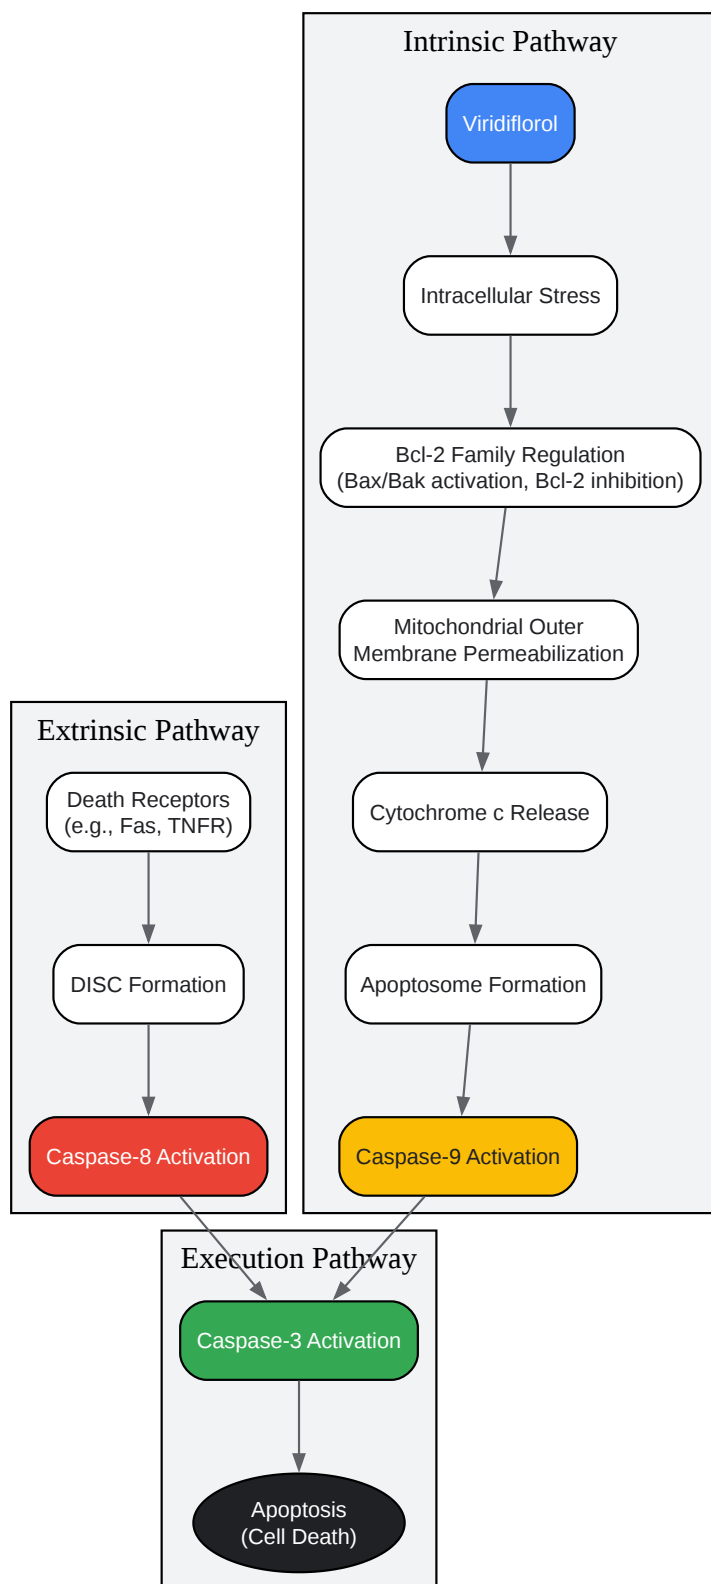 Intrinsic Pathway
Viridiflorol
Intracellular Stress
Bcl-2 Family Regulation
(Bax/Bak activation, Bcl-2 inhibition)
Mitochondrial Outer
Membrane Permeabilization
Cytochrome c Release
Apoptosome Formation
Caspase-9 Activation
Extrinsic Pathway
Death Receptors
(e.g., Fas, TNFR)
DISC Formation
Caspase-8 Activation
Execution Pathway
Caspase-3 Activation
Apoptosis
(Cell Death)